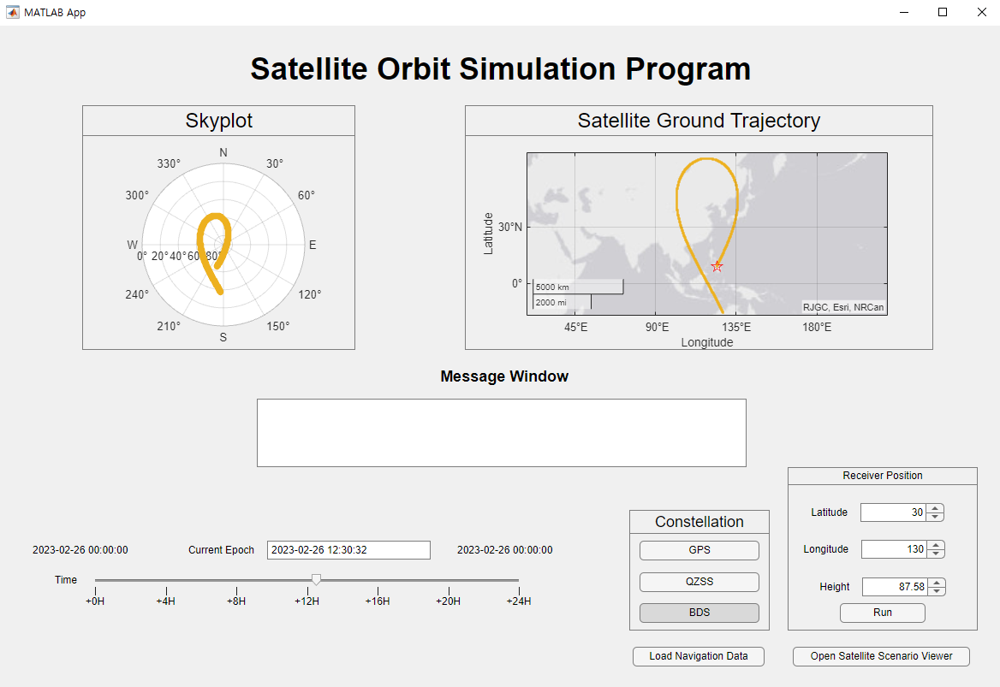 MATLAB App
Satellite Orbit Simulation Program
Skyplot
N
330° 30°
300° 60°
W E
0° 20° 40° 60 80
240° 120°
210° 150°
S
Satellite Ground Trajectory
Latitude
30°N
0°
5000 km
2000 mi
RJGC, Esri, NRCan
45°E 90°E 135°E 180°E
Longitude
Message Window
2023-02-26 00:00:00
Current Epoch 2023-02-26 12:30:32
2023-02-26 00:00:00
Time
+0H +4H +8H +12H +16H +20H +24H
Constellation
GPS
QZSS
BDS
Load Navigation Data
Receiver Position
Latitude 30
Longitude 130
Height 87.58
Run
Open Satellite Scenario Viewer